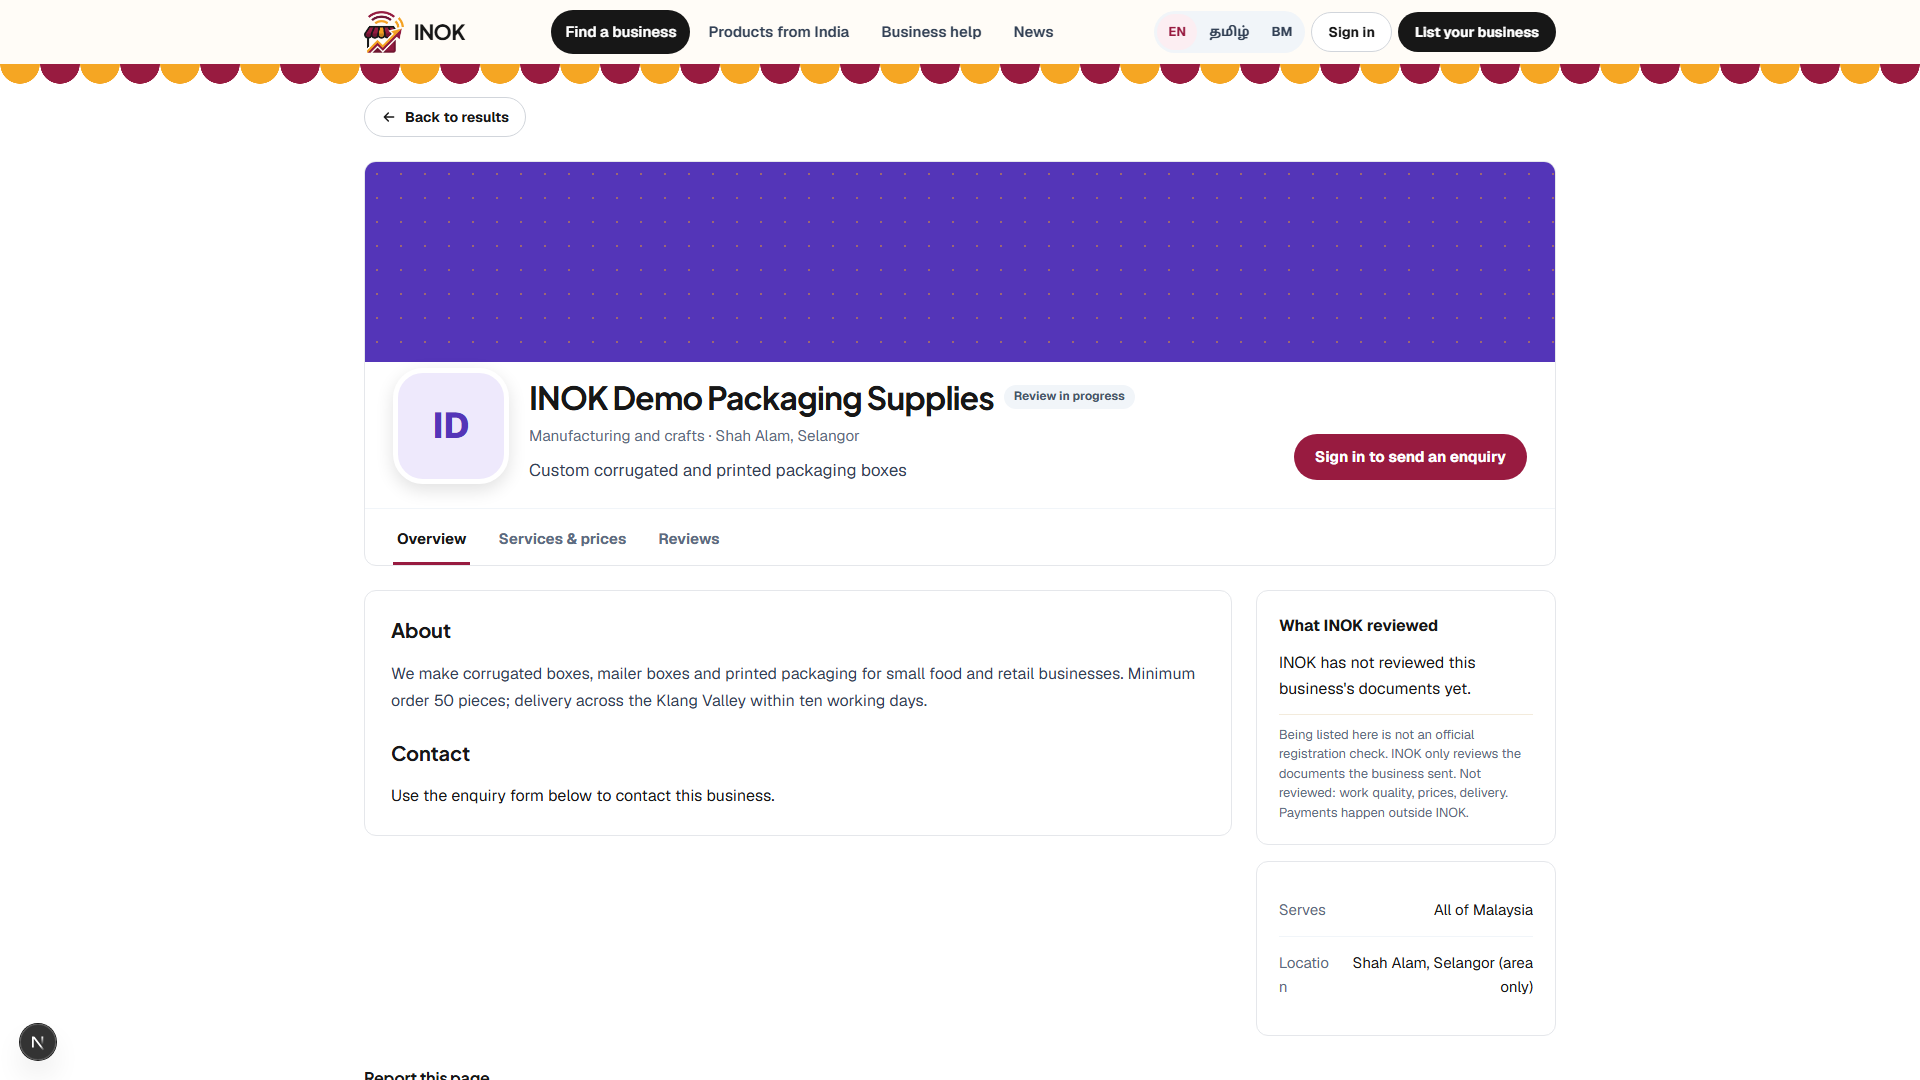 INOK
Find a business
Products from India
Business help
News
EN
தமிழ்
BM
Sign in
List your business
← Back to results
ID
INOK Demo Packaging Supplies
Review in progress
Manufacturing and crafts · Shah Alam, Selangor
Custom corrugated and printed packaging boxes
Sign in to send an enquiry
Overview
Services & prices
Reviews
About
We make corrugated boxes, mailer boxes and printed packaging for small food and retail businesses. Minimum
order 50 pieces; delivery across the Klang Valley within ten working days.
Contact
Use the enquiry form below to contact this business.
What INOK reviewed
INOK has not reviewed this
business's documents yet.
Being listed here is not an official
registration check. INOK only reviews the
documents the business sent. Not
reviewed: work quality, prices, delivery.
Payments happen outside INOK.
Serves
All of Malaysia
Locatio
n
Shah Alam, Selangor (area
only)
N
Report this page